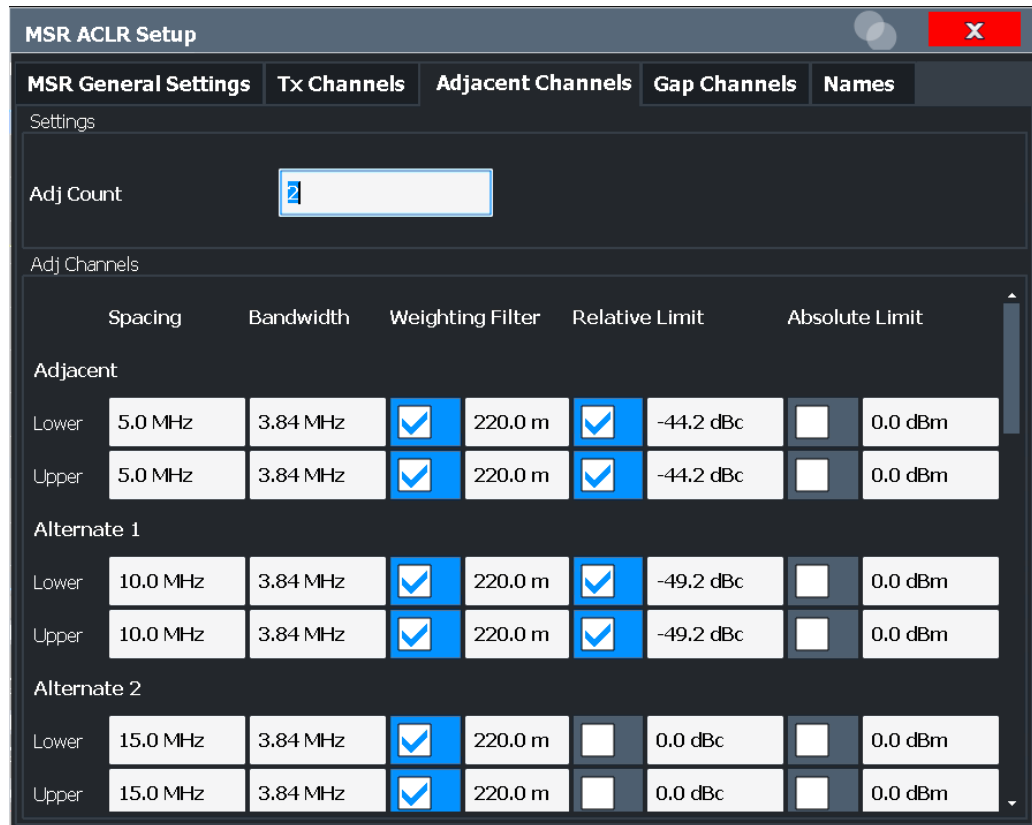 MSR ACLR Setup X
MSR General Settings Tx Channels Adjacent Channels Gap Channels Names
Settings
Adj Count 2
Adj Channels
Spacing Bandwidth Weighting Filter Relative Limit Absolute Limit
Adjacent
Lower 5.0 MHz 3.84 MHz 220.0 m -44.2 dBc 0.0 dBm
Upper 5.0 MHz 3.84 MHz 220.0 m -44.2 dBc 0.0 dBm
Alternate 1
Lower 10.0 MHz 3.84 MHz 220.0 m -49.2 dBc 0.0 dBm
Upper 10.0 MHz 3.84 MHz 220.0 m -49.2 dBc 0.0 dBm
Alternate 2
Lower 15.0 MHz 3.84 MHz 220.0 m 0.0 dBc 0.0 dBm
Upper 15.0 MHz 3.84 MHz 220.0 m 0.0 dBc 0.0 dBm